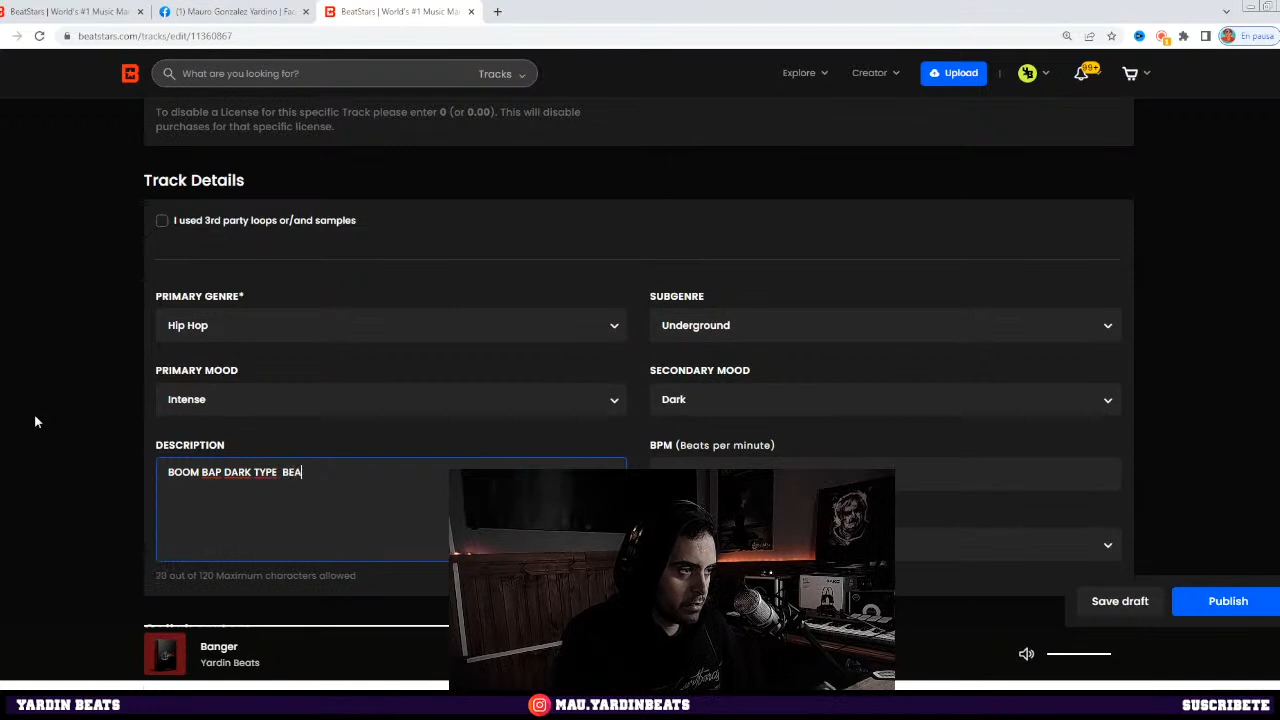 BeatStars | World's #1 Music Mar
(1) Mauro Gonzalez Yardino | Fac
BeatStars | World's #1 Music Mar
beatstars.com/tracks/edit/11360867
En pausa
What are you looking for?
Tracks
Explore
Creator
Upload
99+
To disable a License for this specific Track please enter 0 (or 0.00). This will disable
purchases for that specific license.
Track Details
I used 3rd party loops or/and samples
PRIMARY GENRE*
SUBGENRE
Hip Hop
Underground
PRIMARY MOOD
SECONDARY MOOD
Intense
Dark
DESCRIPTION
BPM (Beats per minute)
BOOM BAP DARK TYPE  BEA
out of 120 Maximum characters allowed
Save draft
Publish
Banger
Yardin Beats
YARDIN BEATS
MAU.YARDINBEATS
SUSCRIBETE